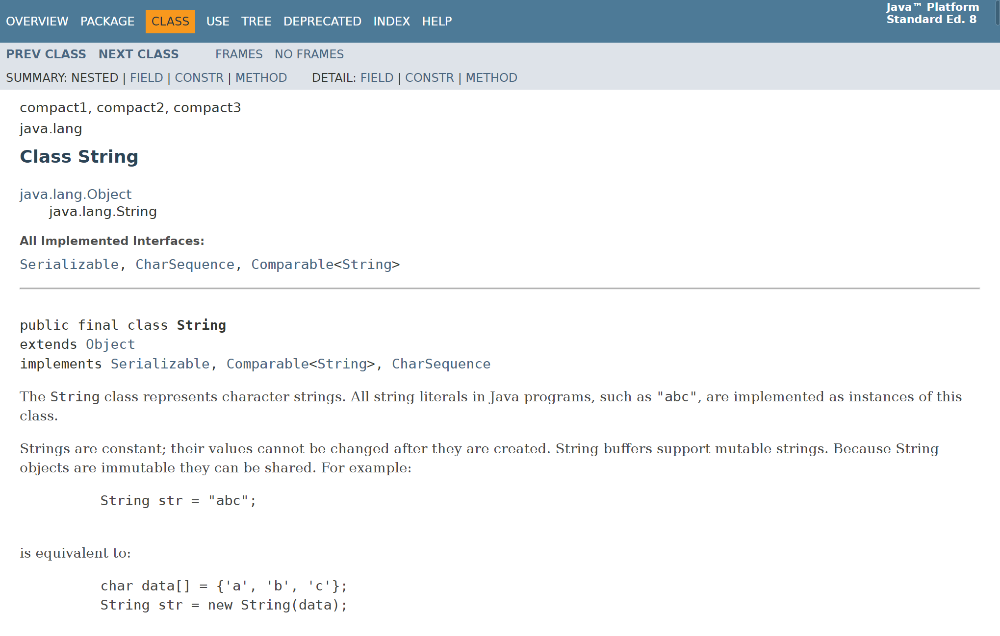 OVERVIEW PACKAGE CLASS USE TREE DEPRECATED INDEX HELP
Java™ Platform
Standard Ed. 8
PREV CLASS NEXT CLASS FRAMES NO FRAMES
SUMMARY: NESTED | FIELD | CONSTR | METHOD DETAIL: FIELD | CONSTR | METHOD
compact1, compact2, compact3
java.lang
Class String
java.lang.Object
java.lang.String
All Implemented Interfaces:
Serializable, CharSequence, Comparable<String>
public final class String
extends Object
implements Serializable, Comparable<String>, CharSequence
The String class represents character strings. All string literals in Java programs, such as "abc", are implemented as instances of this
class.
Strings are constant; their values cannot be changed after they are created. String buffers support mutable strings. Because String
objects are immutable they can be shared. For example:
String str = "abc";
is equivalent to:
char data[] = {'a', 'b', 'c'};
String str = new String(data);